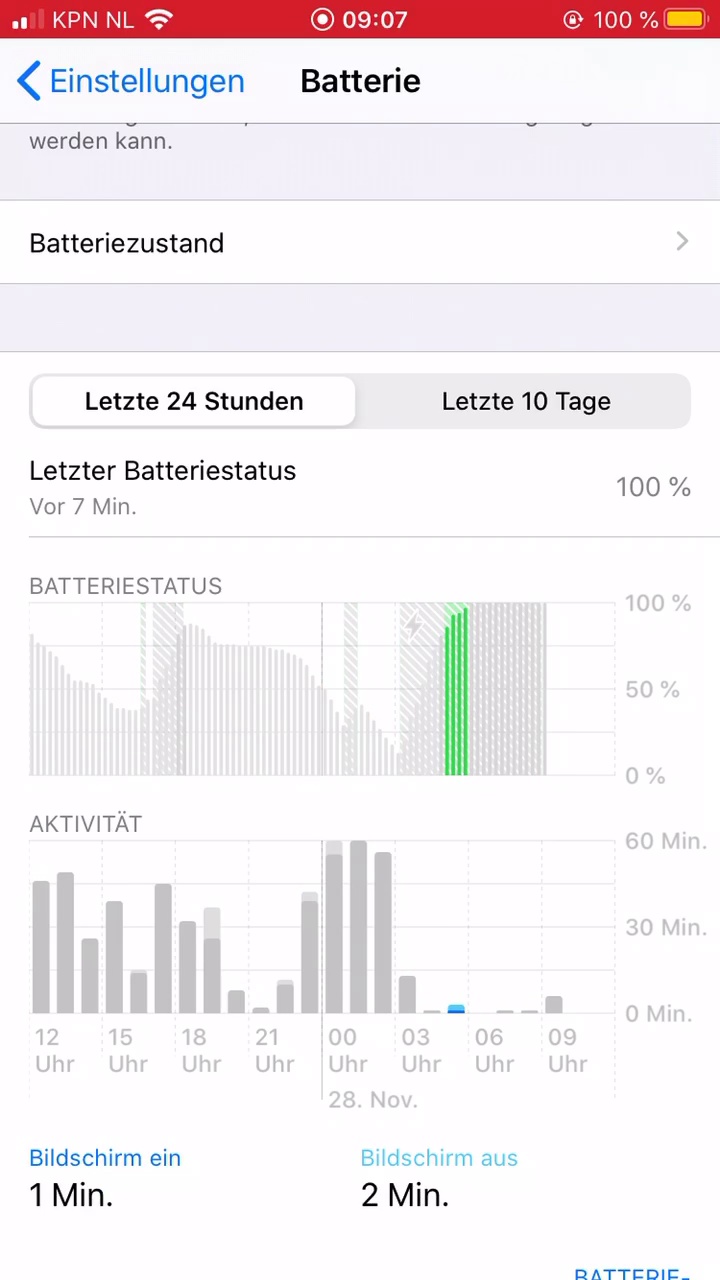 KPN NL 09:07 100 %
Einstellungen Batterie
werden kann.
Batteriezustand
Letzte 24 Stunden Letzte 10 Tage
Letzter Batteriestatus
100 %
Vor 7 Min.
BATTERIESTATUS
100 %
50 %
0 %
AKTIVITÄT
60 Min.
30 Min.
0 Min.
12 15 18 21 00 03 06 09
Uhr Uhr Uhr Uhr Uhr Uhr Uhr Uhr
28. Nov.
Bildschirm ein Bildschirm aus
1 Min. 2 Min.
BATTERIE-